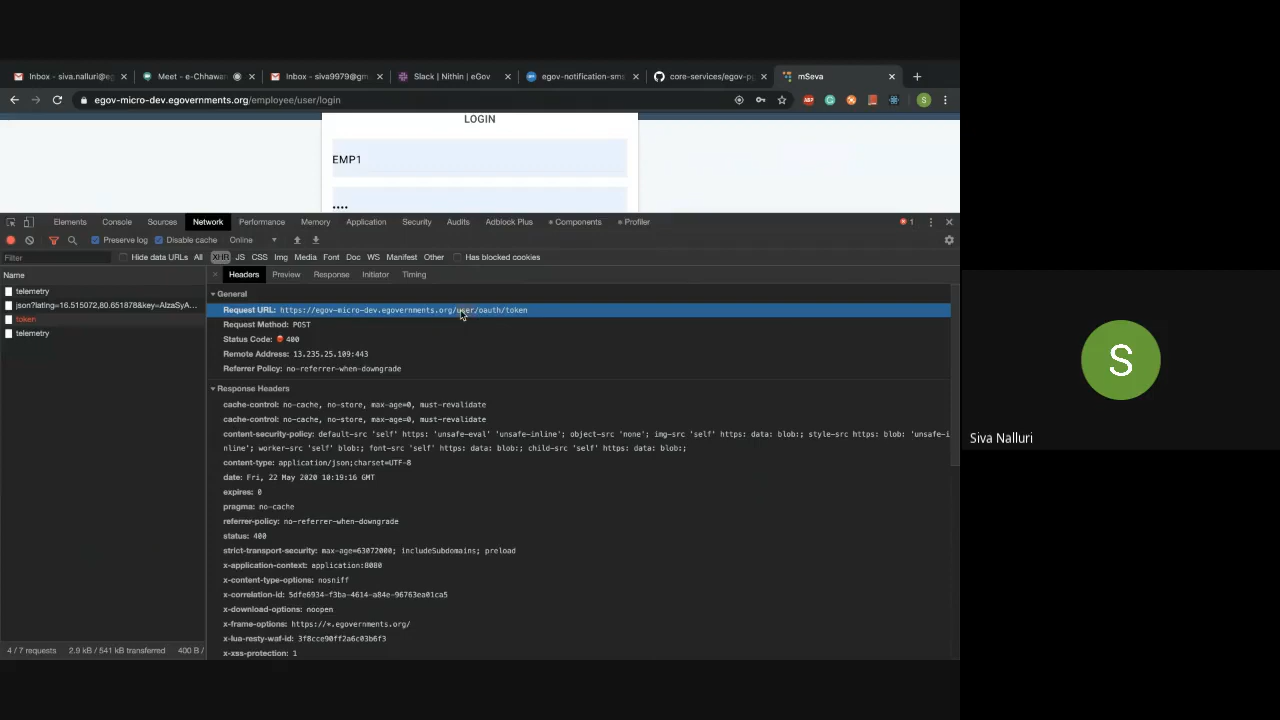 Inbox - siva.nalluri@eg
Meet - e-Chhawan
Inbox - siva9979@gm
Slack | Nithin | eGov
egov-notification-sms
core-services/egov-pg
mSeva
egov-micro-dev.egovernments.org/employee/user/login
S
LOGIN
EMP1
••••
Elements Console Sources Network Performance Memory Application Security Audits Adblock Plus Components Profiler 1
Preserve log Disable cache Online
Filter Hide data URLs All XHR JS CSS Img Media Font Doc WS Manifest Other Has blocked cookies
Name
telemetry
json?latlng=16.515072,80.651878&key=AIzaSyA...
token
telemetry
4 / 7 requests 2.9 kB / 541 kB transferred 400 B /
Headers Preview Response Initiator Timing
General
Request URL: https://egov-micro-dev.egovernments.org/user/oauth/token
Request Method: POST
Status Code: 400
Remote Address: 13.235.25.109:443
Referrer Policy: no-referrer-when-downgrade
Response Headers
cache-control: no-cache, no-store, max-age=0, must-revalidate
cache-control: no-cache, no-store, max-age=0, must-revalidate
content-security-policy: default-src 'self' https: 'unsafe-eval' 'unsafe-inline'; object-src 'none'; img-src 'self' https: data: blob:; style-src https: blob: 'unsafe-i
nline'; worker-src 'self' blob:; font-src 'self' https: data: blob:; child-src 'self' https: data: blob:;
content-type: application/json;charset=UTF-8
date: Fri, 22 May 2020 10:19:16 GMT
expires: 0
pragma: no-cache
referrer-policy: no-referrer-when-downgrade
status: 400
strict-transport-security: max-age=63072000; includeSubdomains; preload
x-application-context: application:8080
x-content-type-options: nosniff
x-correlation-id: 5dfe6934-f3ba-4614-a84e-96763ea01ca5
x-download-options: noopen
x-frame-options: https://*.egovernments.org/
x-lua-resty-waf-id: 3f8cce90ff2a6c03b6f3
x-xss-protection: 1
S
Siva Nalluri